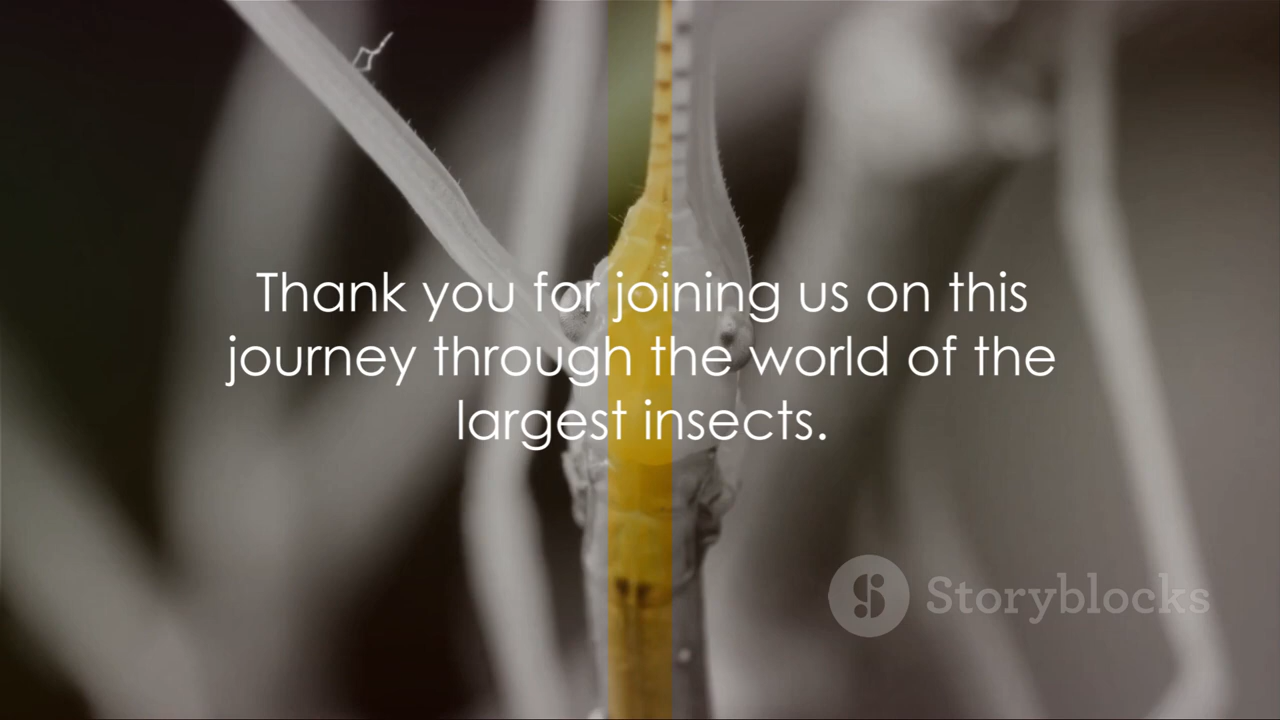 Thank you for joining us on this
journey through the world of the
largest insects.
Storyblocks